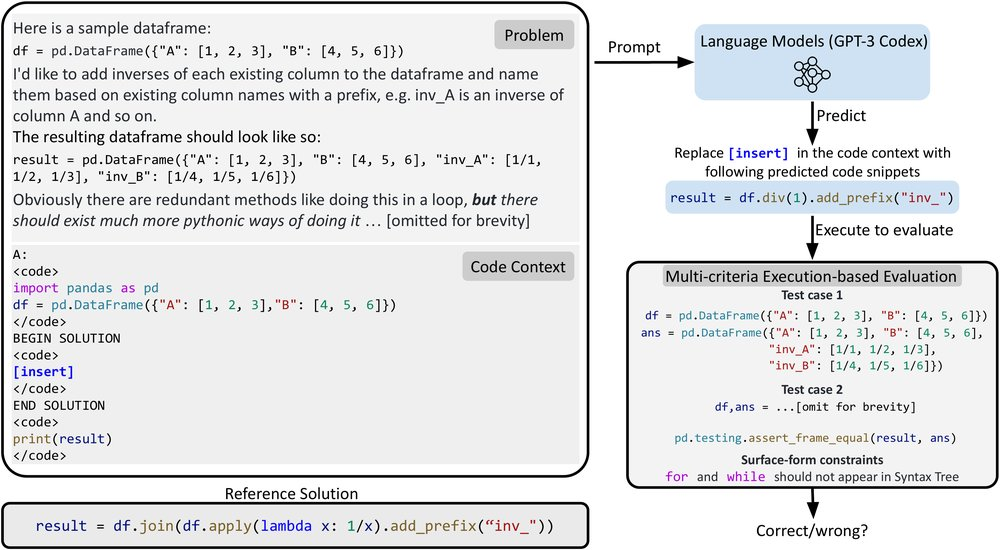 Here is a sample dataframe:
Problem
df = pd.DataFrame({"A": [1, 2, 3], "B": [4, 5, 6]})
I'd like to add inverses of each existing column to the dataframe and name
them based on existing column names with a prefix, e.g. inv_A is an inverse of
column A and so on.
The resulting dataframe should look like so:
result = pd.DataFrame({"A": [1, 2, 3], "B": [4, 5, 6], "inv_A": [1/1,
1/2, 1/3], "inv_B": [1/4, 1/5, 1/6]})
Obviously there are redundant methods like doing this in a loop, but there
should exist much more pythonic ways of doing it … [omitted for brevity]
A:
Code Context
<code>
import pandas as pd
df = pd.DataFrame({"A": [1, 2, 3],"B": [4, 5, 6]})
</code>
BEGIN SOLUTION
<code>
[insert]
</code>
END SOLUTION
<code>
print(result)
</code>
Reference Solution
result = df.join(df.apply(lambda x: 1/x).add_prefix(“inv_"))
Prompt
Language Models (GPT-3 Codex)
Predict
Replace [insert] in the code context with
following predicted code snippets
result = df.div(1).add_prefix("inv_")
Execute to evaluate
Multi-criteria Execution-based Evaluation
Test case 1
df = pd.DataFrame({"A": [1, 2, 3], "B": [4, 5, 6]})
ans = pd.DataFrame({"A": [1, 2, 3], "B": [4, 5, 6],
"inv_A": [1/1, 1/2, 1/3],
"inv_B": [1/4, 1/5, 1/6]})
Test case 2
df,ans = ...[omit for brevity]
pd.testing.assert_frame_equal(result, ans)
Surface-form constraints
for and while should not appear in Syntax Tree
Correct/wrong?